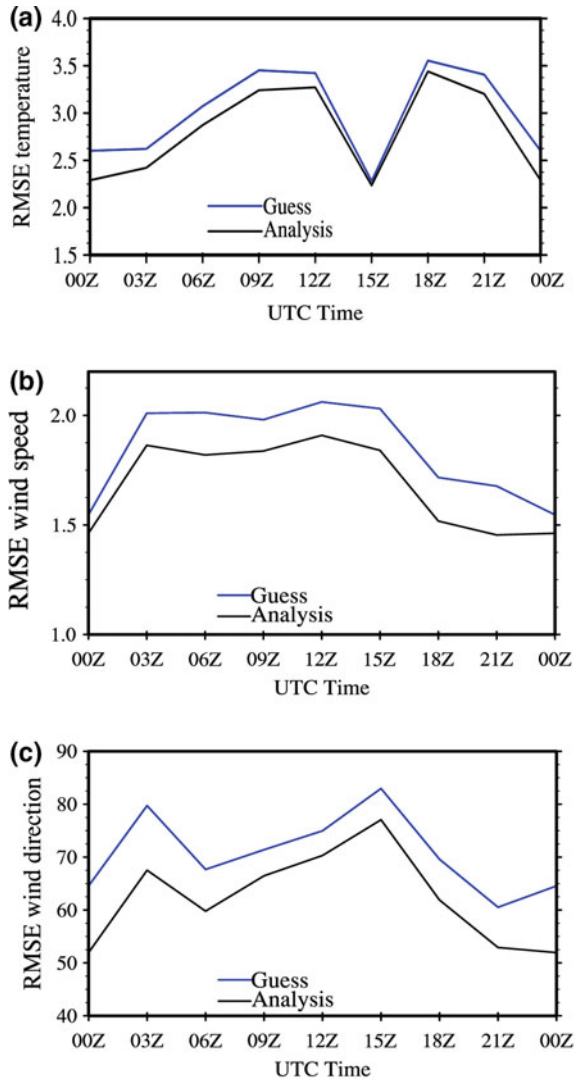 (a)
RMSE temperature
4.0
3.5
3.0
2.5
2.0
1.5
Guess
Analysis
00Z 03Z 06Z 09Z 12Z 15Z 18Z 21Z 00Z
UTC Time
(b)
RMSE wind speed
2.0
1.5
1.0
Guess
Analysis
00Z 03Z 06Z 09Z 12Z 15Z 18Z 21Z 00Z
UTC Time
(c)
RMSE wind direction
90
80
70
60
50
40
Guess
Analysis
00Z 03Z 06Z 09Z 12Z 15Z 18Z 21Z 00Z
UTC Time